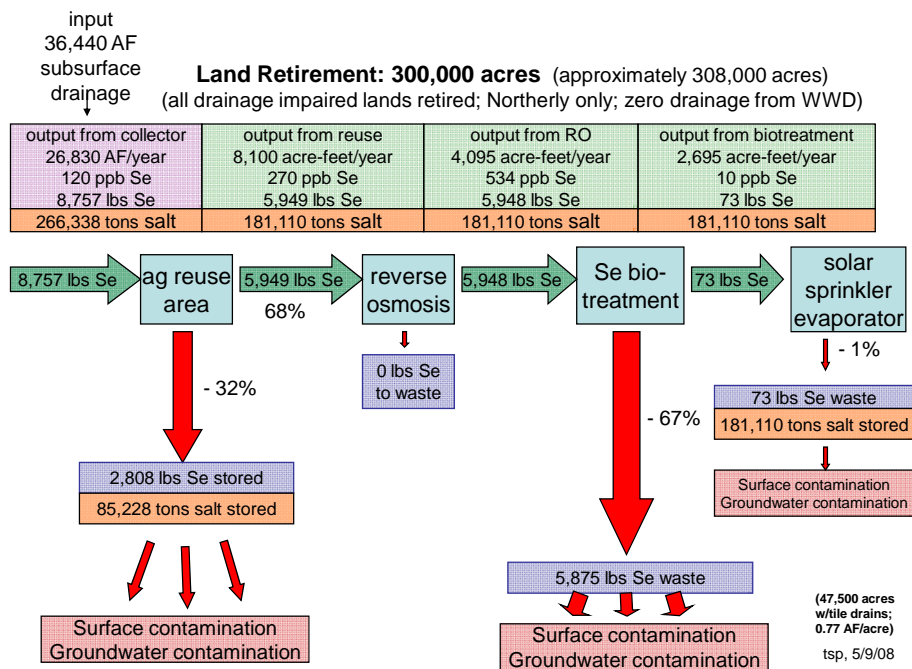 input
36,440 AF
subsurface
drainage
Land Retirement: 300,000 acres (approximately 308,000 acres)
(all drainage impaired lands retired; Northerly only; zero drainage from WWD)
output from collector
26,830 AF/year
120 ppb Se
8,757 lbs Se
266,338 tons salt
output from reuse
8,100 acre-feet/year
270 ppb Se
5,949 lbs Se
181,110 tons salt
output from RO
4,095 acre-feet/year
534 ppb Se
5,948 lbs Se
181,110 tons salt
output from biotreatment
2,695 acre-feet/year
10 ppb Se
73 lbs Se
181,110 tons salt
8,757 lbs Se
ag reuse
area
5,949 lbs Se
68%
reverse
osmosis
5,948 lbs Se
Se bio-
treatment
73 lbs Se
solar
sprinkler
evaporator
- 32%
0 lbs Se
to waste
- 67%
- 1%
73 lbs Se waste
181,110 tons salt stored
2,808 lbs Se stored
85,228 tons salt stored
Surface contamination
Groundwater contamination
5,875 lbs Se waste
Surface contamination
Groundwater contamination
Surface contamination
Groundwater contamination
(47,500 acres
w/tile drains;
0.77 AF/acre)
tsp, 5/9/08